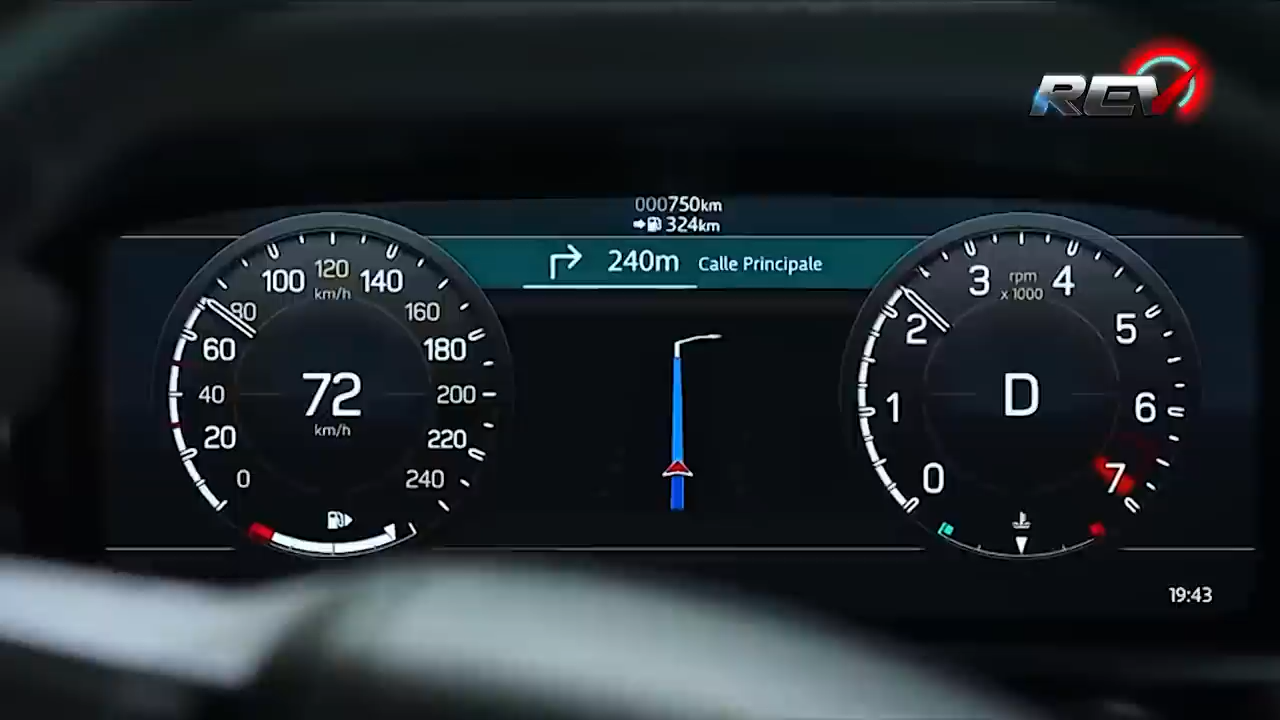 REV
000750km
324km
240m Calle Principale
100 120 140
km/h
80 160
60 180
40 200
20 220
0 240
72
km/h
3 rpm 4
x 1000
2 5
1 6
0 7
D
19:43